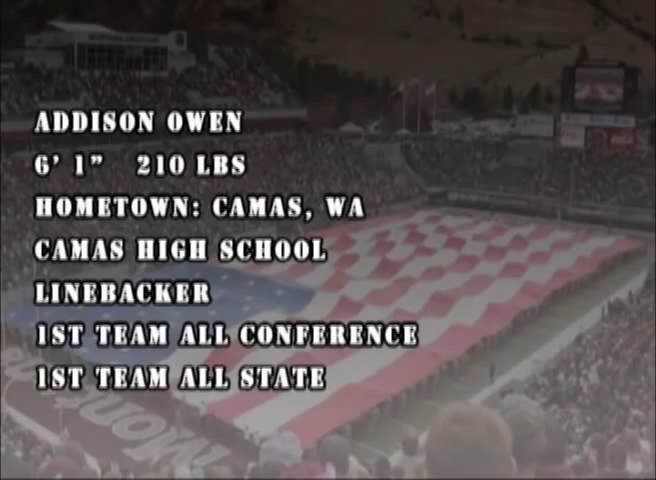 ADDISON OWEN
6' 1" 210 LBS
HOMETOWN: CAMAS, WA
CAMAS HIGH SCHOOL
LINEBACKER
1ST TEAM ALL CONFERENCE
1ST TEAM ALL STATE
Montana